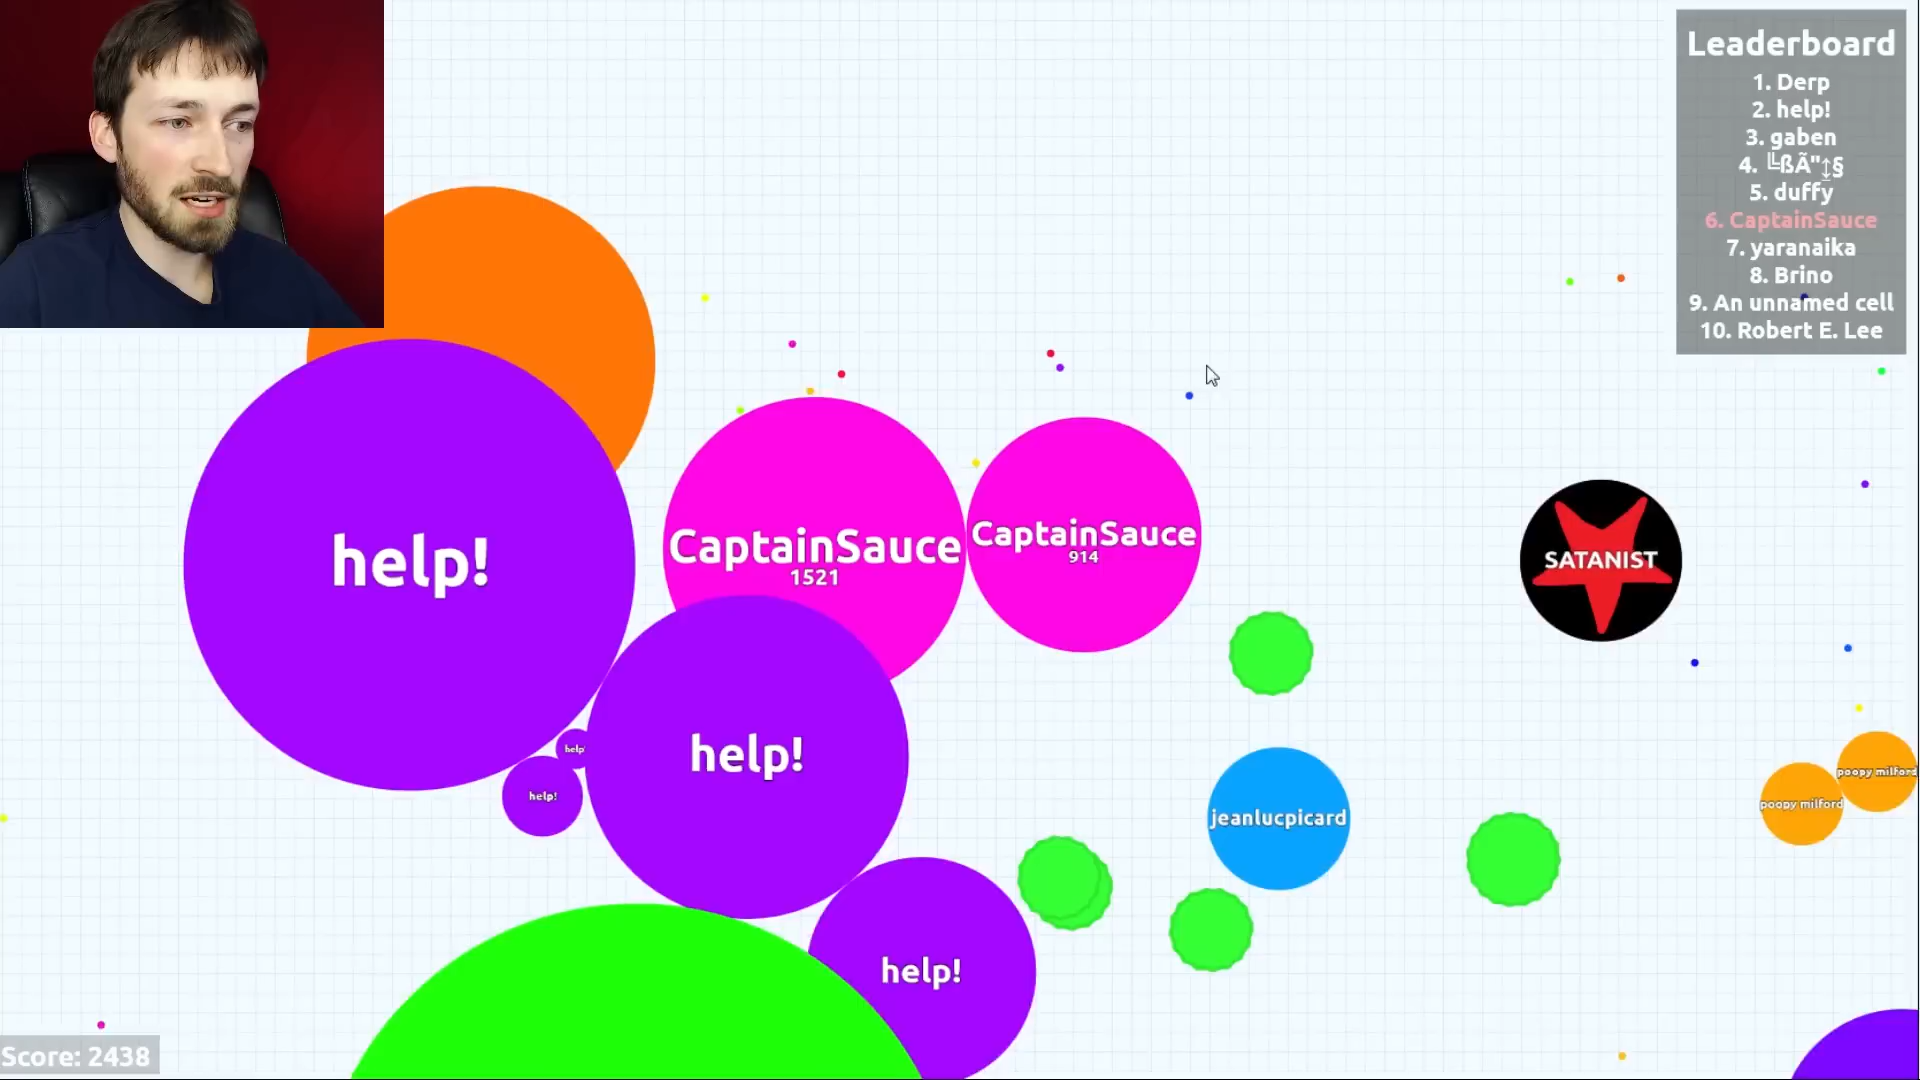 Leaderboard
1. Derp
2. help!
3. gaben
5. duffy
6. CaptainSauce
7. yaranaika
8. Brino
9. An unnamed cell
10. Robert E. Lee
help!
CaptainSauce
1521
CaptainSauce
914
SATANIST
help!
help!
help!
jeanlucpicard
poopy milford
poopy milford
help!
Score: 2438